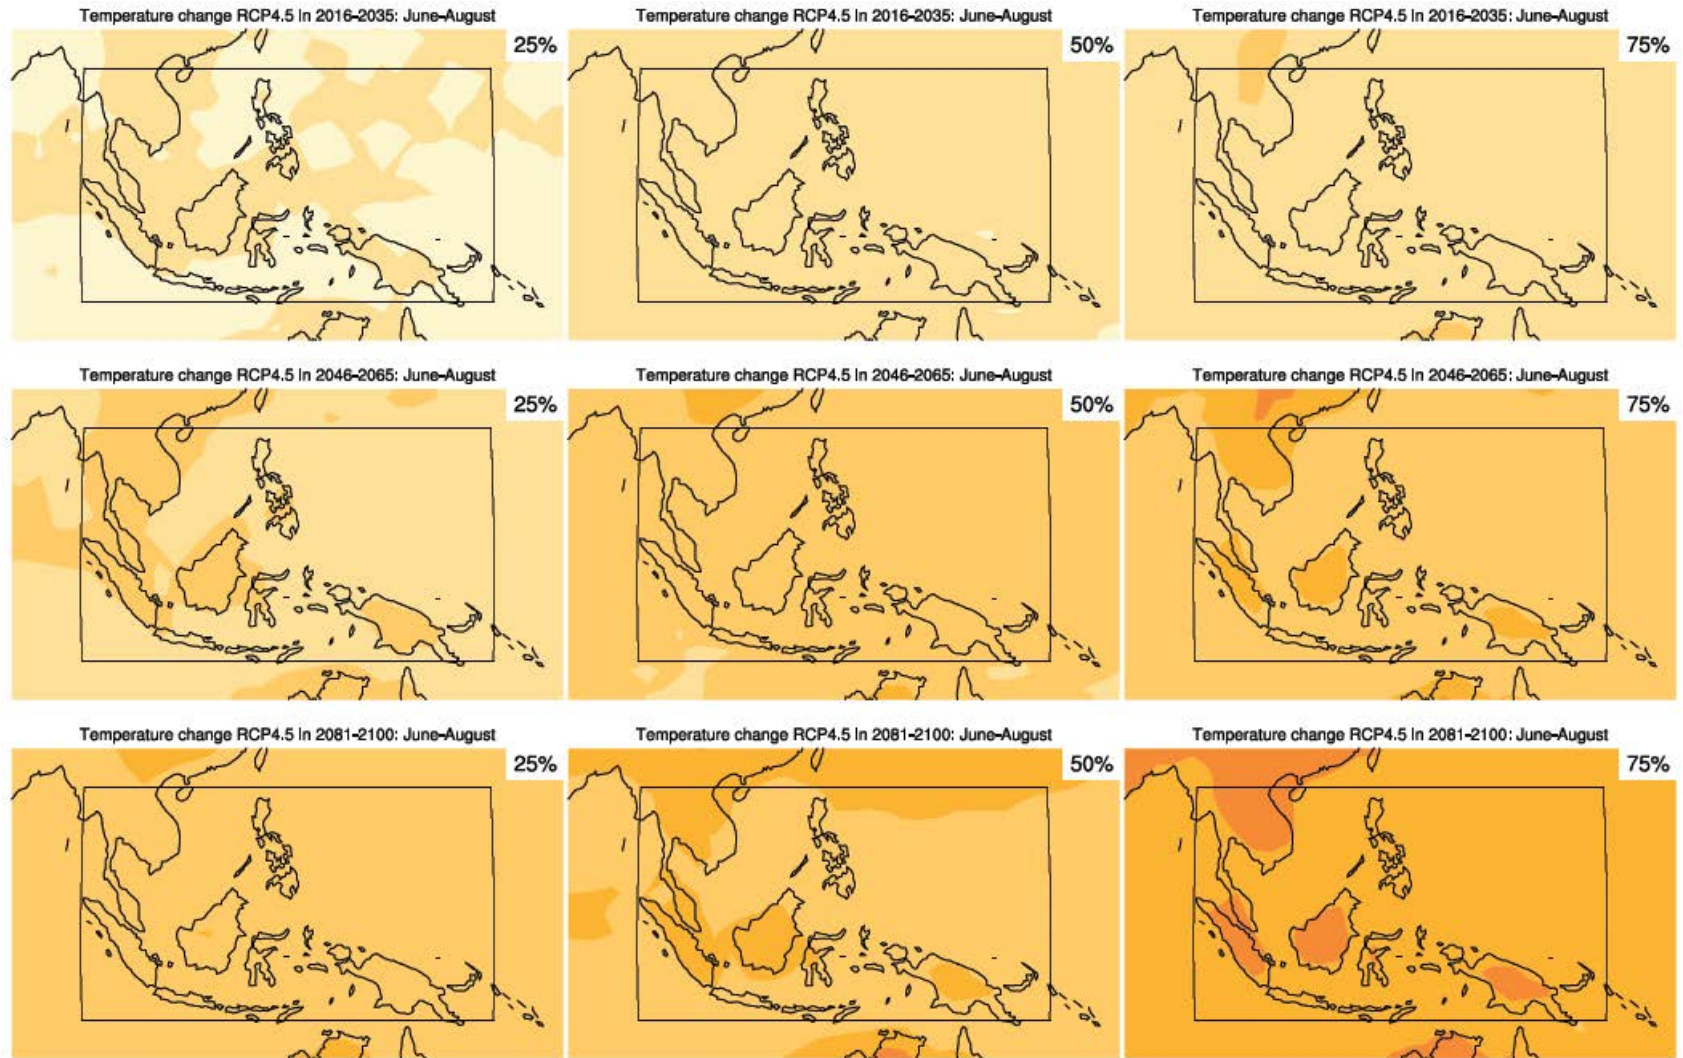 Temperature change RCP4.5 in 2016-2035: June-August
25%
Temperature change RCP4.5 in 2016-2035: June-August
50%
Temperature change RCP4.5 in 2016-2035: June-August
75%
Temperature change RCP4.5 in 2046-2065: June-August
25%
Temperature change RCP4.5 in 2046-2065: June-August
50%
Temperature change RCP4.5 in 2046-2065: June-August
75%
Temperature change RCP4.5 in 2081-2100: June-August
25%
Temperature change RCP4.5 in 2081-2100: June-August
50%
Temperature change RCP4.5 in 2081-2100: June-August
75%